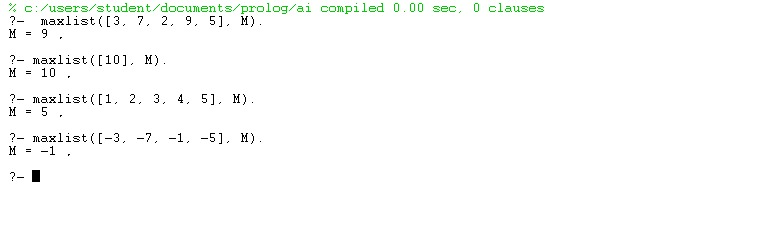 % c:/users/student/documents/prolog/ai compiled 0.00 sec, 0 clauses
?-  maxlist([3, 7, 2, 9, 5], M).
M = 9 .
?- maxlist([10], M).
M = 10 .
?- maxlist([1, 2, 3, 4, 5], M).
M = 5 .
?- maxlist([-3, -7, -1, -5], M).
M = -1 .
?-